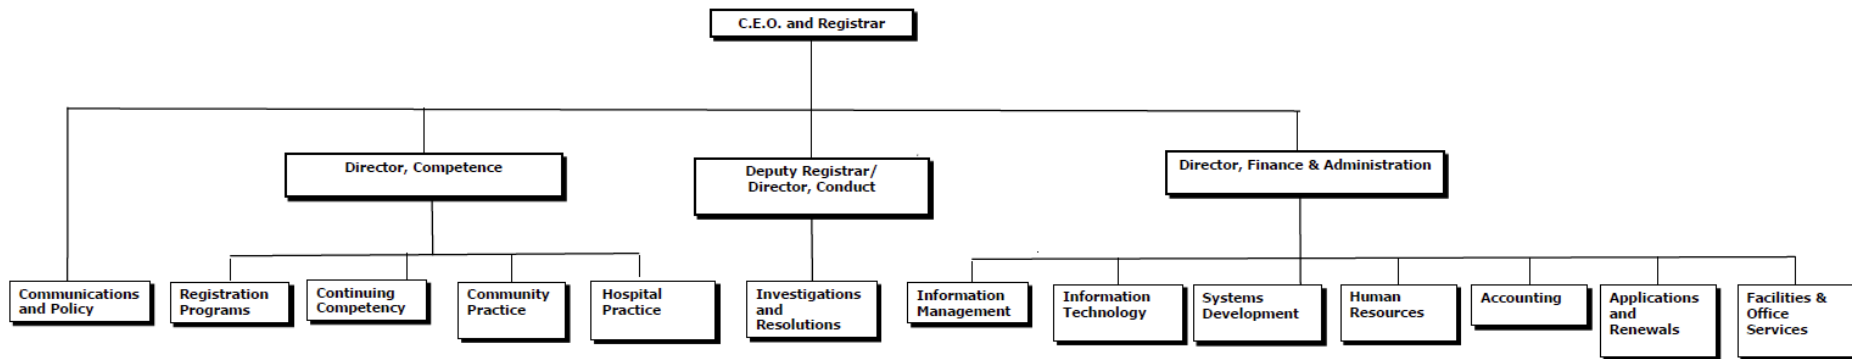 C.E.O. and Registrar
Director, Competence
Deputy Registrar/
Director, Conduct
Director, Finance & Administration
Communications
and Policy
Registration
Programs
Continuing
Competency
Community
Practice
Hospital
Practice
Investigations
and
Resolutions
Information
Management
Information
Technology
Systems
Development
Human
Resources
Accounting
Applications
and
Renewals
Facilities &
Office
Services